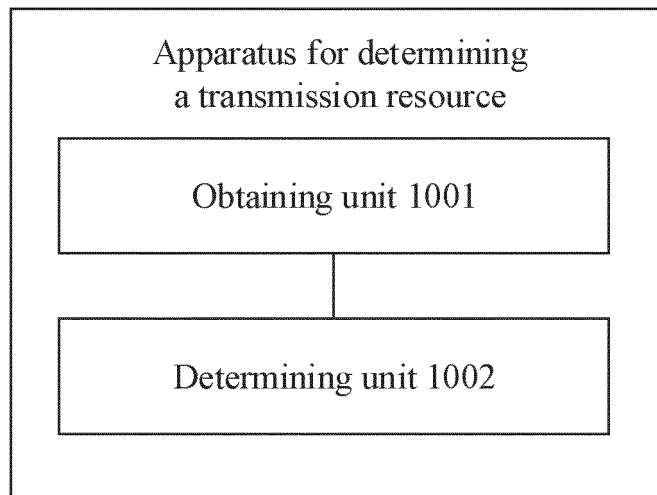 Apparatus for determining
a transmission resource
Obtaining unit 1001
Determining unit 1002